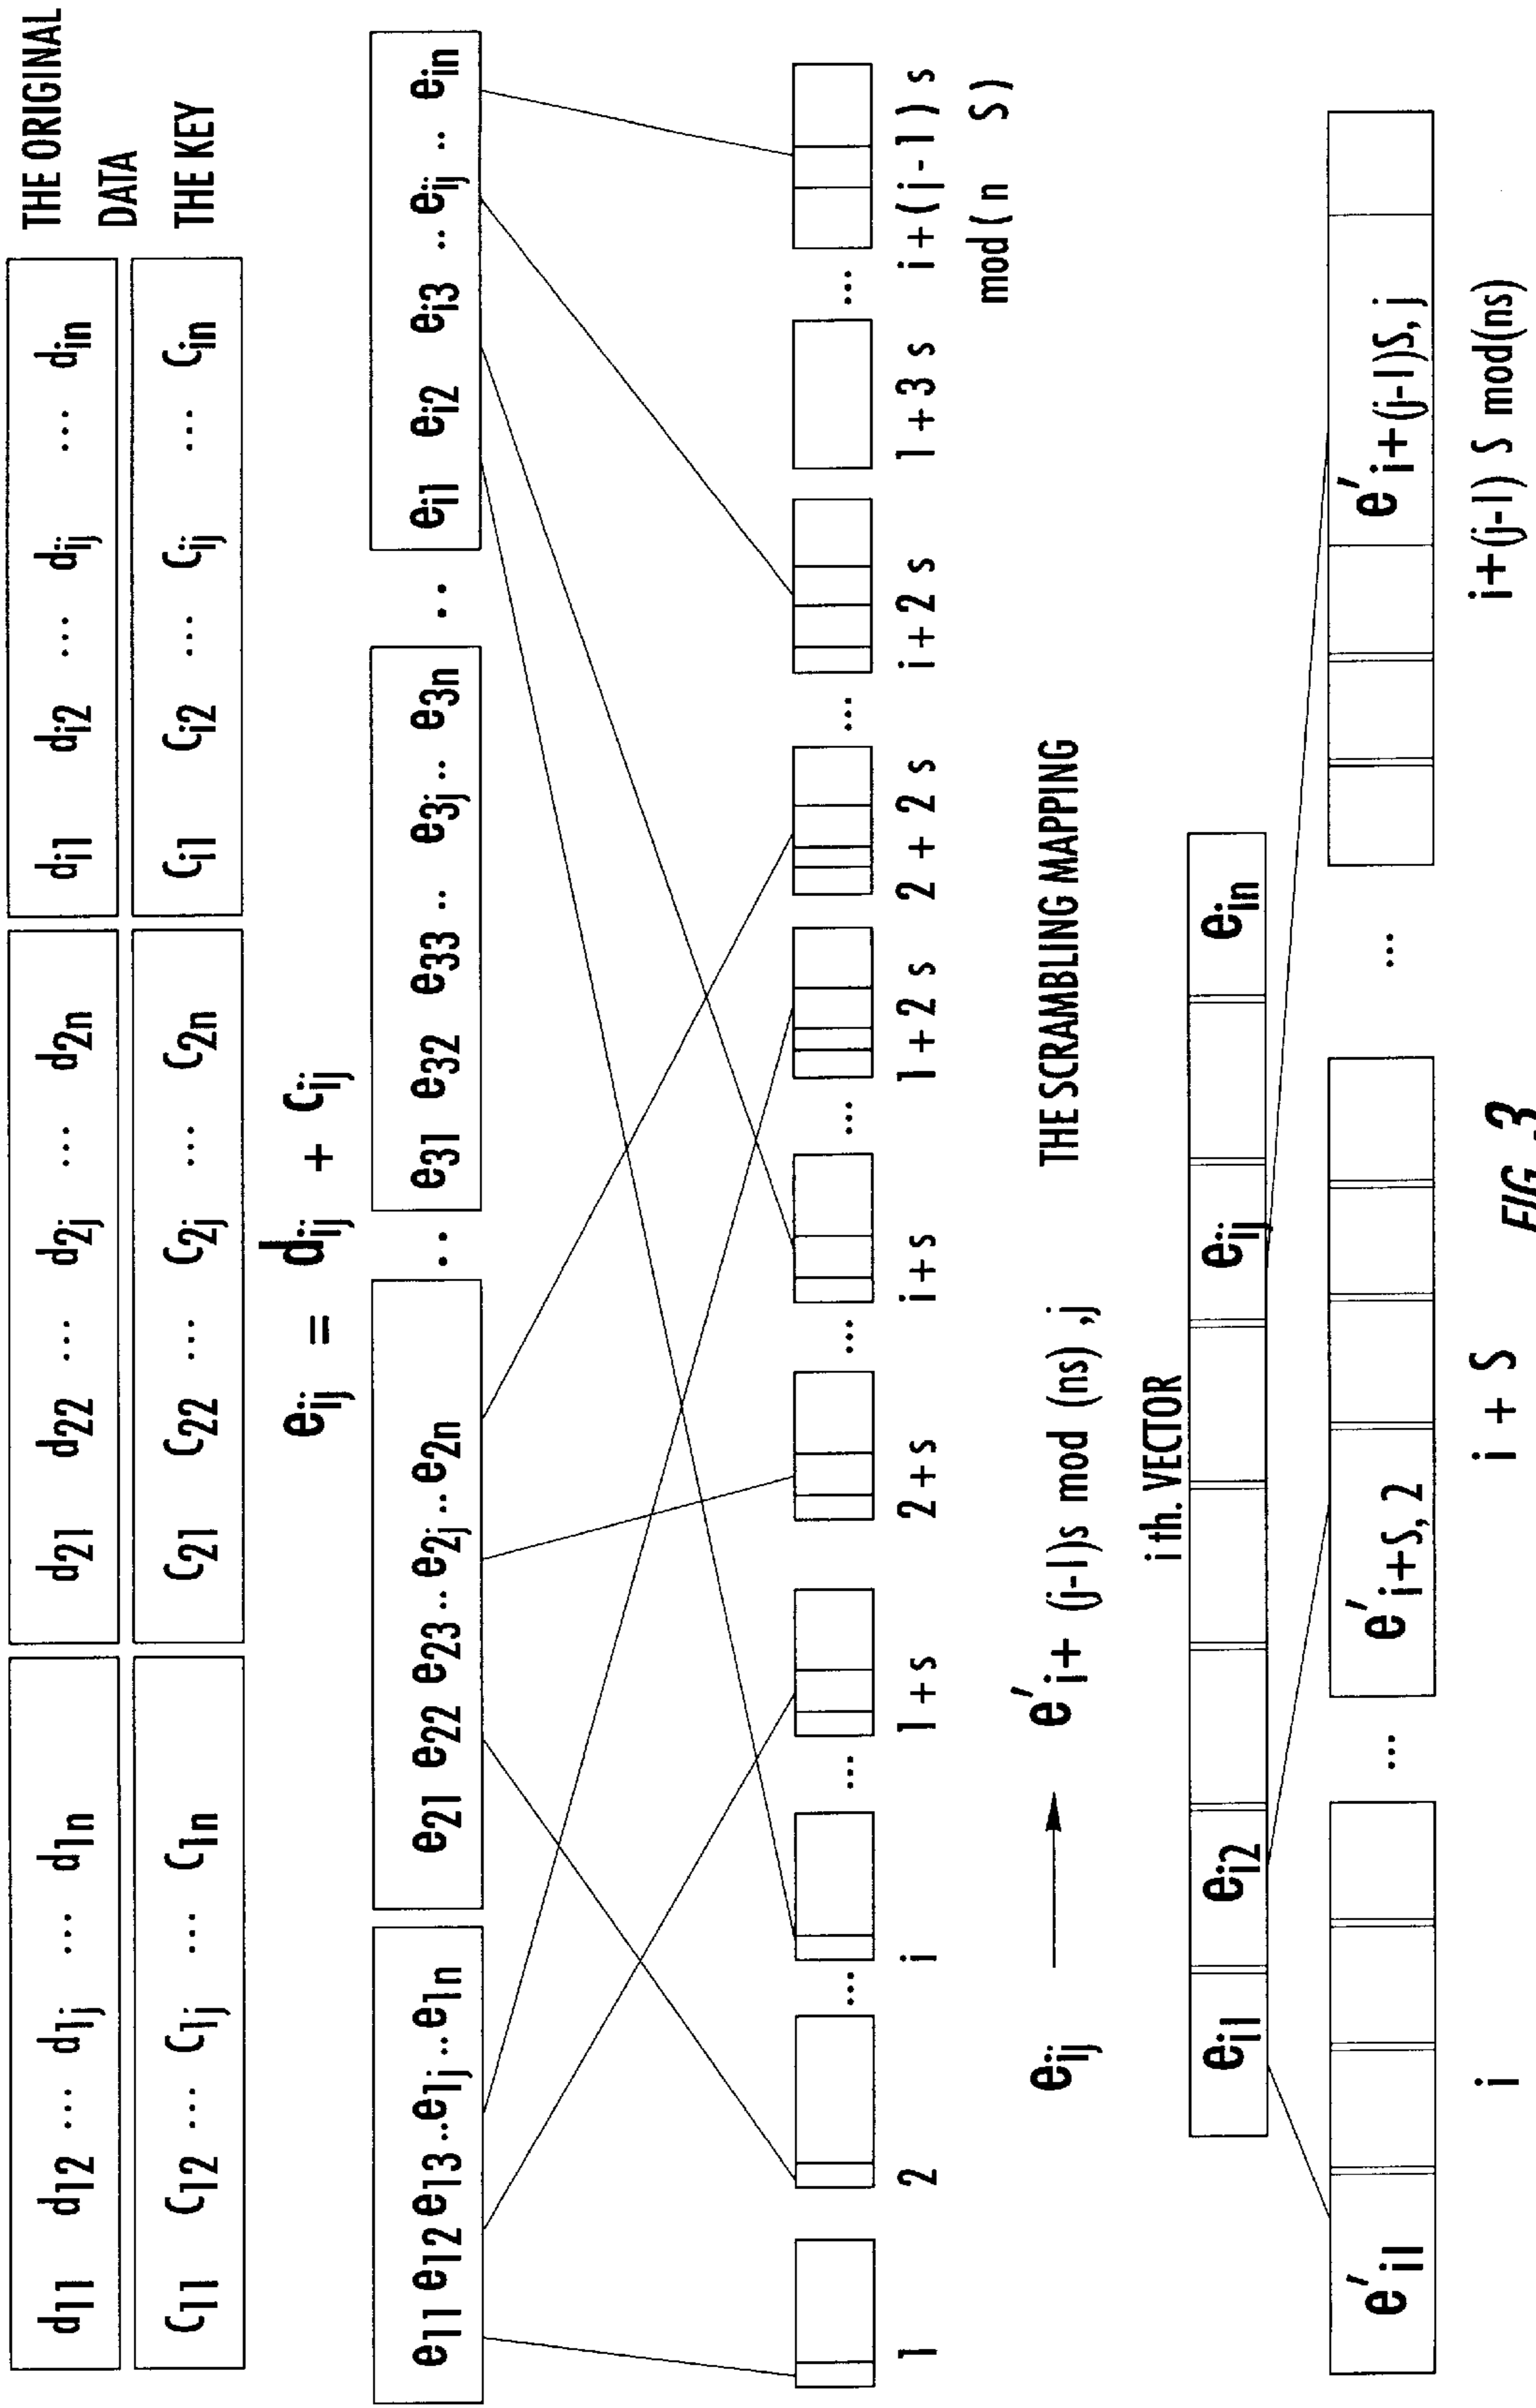 d11 d12 ... d1j ... d1n d21 d22 ... d2j ... d2n di1 di2 ... dij ... din THE ORIGINAL
DATA
C11 C12 ... C1j ... C1n C21 C22 ... C2j ... C2n Ci1 Ci2 ... Cij ... Cin THE KEY
eij = dij + cij
e11 e12 e13 .. e1j .. e1n e21 e22 e23 .. e2j .. e2n .. e31 e32 e33 .. e3j .. e3n .. ei1 ei2 ei3 .. eij .. ein
... ... ... ... ... ... ...
1 2 i 1+s 2+s i+s 1+2s 2+2s i+2s 1+3s i+(j-1)s
mod(n S)
eij → e'i+ (j-1)s mod (ns) ,j THE SCRAMBLING MAPPING
i th. VECTOR
ei1 ei2 eij ein
e'i1 ... e'i+S, 2 ... e'i+(j-1)S, j
i i + S i+(j-1) S mod(ns)
FIG. 3